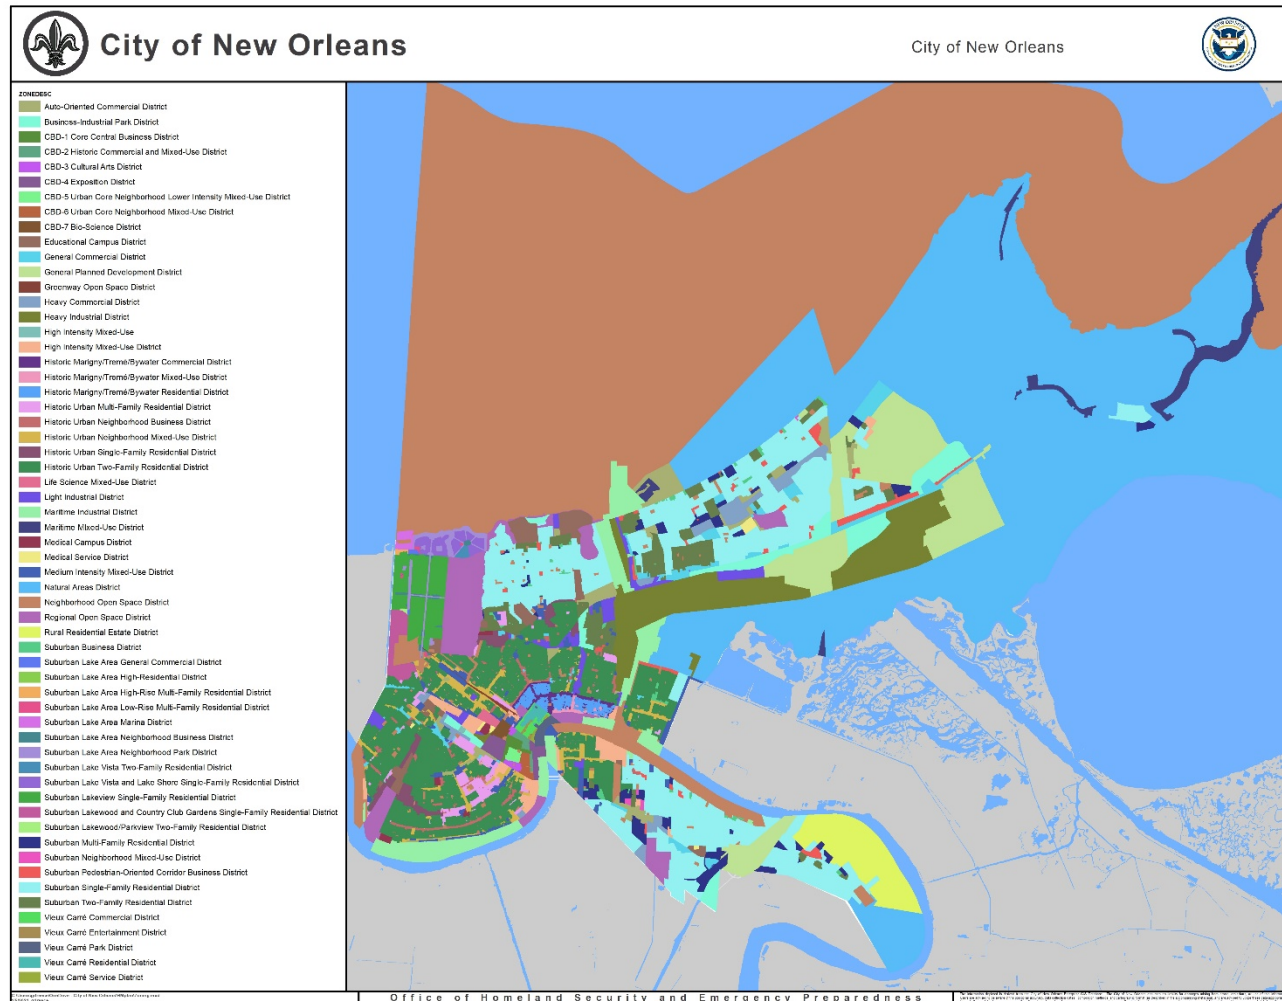 City of New Orleans
City of New Orleans
ZONEDESC
Auto-Oriented Commercial District
Business-Industrial Park District
CBD-1 Core Central Business District
CBD-2 Historic Commercial and Mixed-Use District
CBD-3 Cultural Arts District
CBD-4 Exposition District
CBD-5 Urban Core Neighborhood Lower Intensity Mixed-Use District
CBD-6 Urban Core Neighborhood Mixed-Use District
CBD-7 Bio-Science District
Educational Campus District
General Commercial District
General Planned Development District
Greenway Open Space District
Heavy Commercial District
Heavy Industrial District
High Intensity Mixed-Use
High Intensity Mixed-Use District
Historic Marigny/Tremé/Bywater Commercial District
Historic Marigny/Tremé/Bywater Mixed-Use District
Historic Marigny/Tremé/Bywater Residential District
Historic Urban Multi-Family Residential District
Historic Urban Neighborhood Business District
Historic Urban Neighborhood Mixed-Use District
Historic Urban Single-Family Residential District
Historic Urban Two-Family Residential District
Life Science Mixed-Use District
Light Industrial District
Maritime Industrial District
Maritime Mixed-Use District
Medical Campus District
Medical Service District
Medium Intensity Mixed-Use District
Natural Areas District
Neighborhood Open Space District
Regional Open Space District
Rural Residential Estate District
Suburban Business District
Suburban Lake Area General Commercial District
Suburban Lake Area High-Residential District
Suburban Lake Area High-Rise Multi-Family Residential District
Suburban Lake Area Low-Rise Multi-Family Residential District
Suburban Lake Area Marina District
Suburban Lake Area Neighborhood Business District
Suburban Lake Area Neighborhood Park District
Suburban Lake Vista Two-Family Residential District
Suburban Lake Vista and Lake Shore Single-Family Residential District
Suburban Lakeview Single-Family Residential District
Suburban Lakewood and Country Club Gardens Single-Family Residential District
Suburban Lakewood/Parkview Two-Family Residential District
Suburban Multi-Family Residential District
Suburban Neighborhood Mixed-Use District
Suburban Pedestrian-Oriented Corridor Business District
Suburban Single-Family Residential District
Suburban Two-Family Residential District
Vieux Carré Commercial District
Vieux Carré Entertainment District
Vieux Carré Park District
Vieux Carré Residential District
Vieux Carré Service District
Office of Homeland Security and Emergency Preparedness